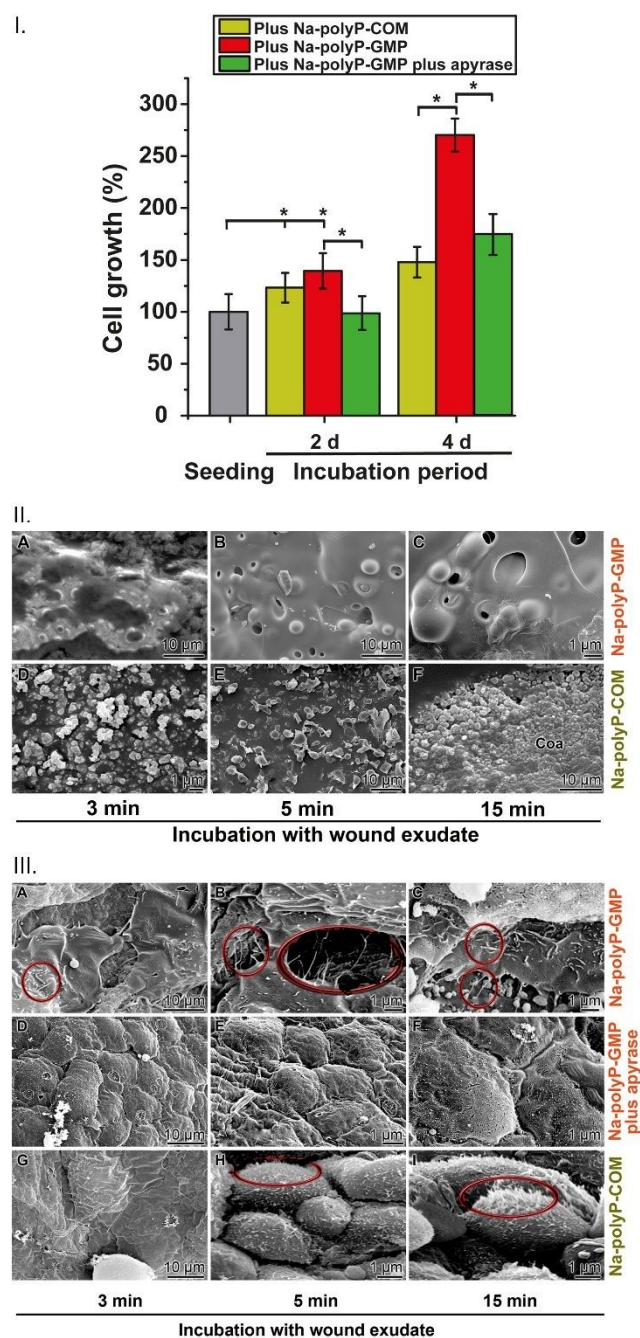 I.
Plus Na-polyP-COM
Plus Na-polyP-GMP
Plus Na-polyP-GMP plus apyrase
Cell growth (%)
300
250
200
150
100
50
0
* * * * * *
2 d 4 d
Seeding Incubation period
II.
A B C
10 µm 10 µm 1 µm
Na-polyP-GMP
D E F
Coa
1 µm 10 µm 10 µm
Na-polyP-COM
3 min 5 min 15 min
Incubation with wound exudate
III.
A B C
10 µm 1 µm 1 µm
Na-polyP-GMP
D E F
10 µm 1 µm 1 µm
Na-polyP-GMP
plus apyrase
G H I
10 µm 1 µm 1 µm
Na-polyP-COM
3 min 5 min 15 min
Incubation with wound exudate